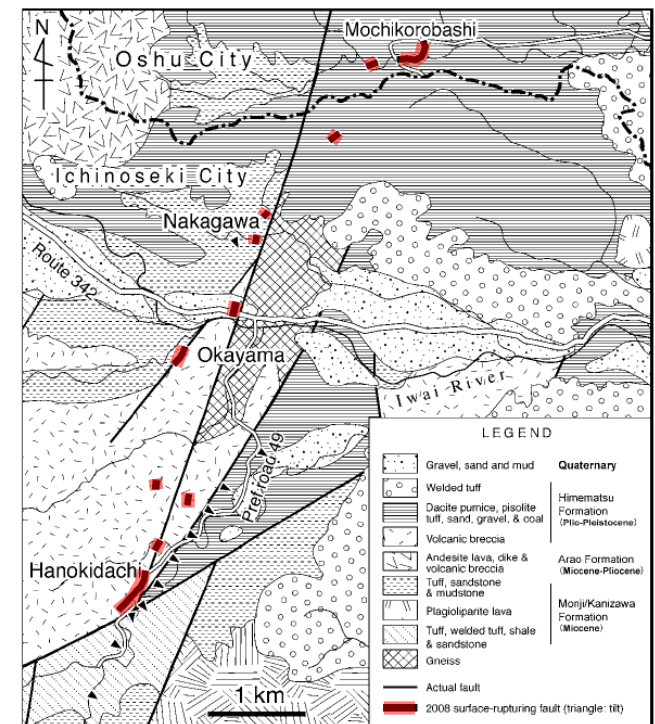 N
Mochikorobashi
Oshu City
Ichinoseki City
Nakagawa
Route 342
Okayama
Iwai River
Pref road 49
Hanokidachi
1 km
LEGEND
Gravel, sand and mud Quaternary
Welded tuff
Dacite pumice, pisolite
tuff, sand, gravel, & coal
Himematsu
Formation
(Plio-Pleistocene)
Volcanic breccia
Andesite lava, dike &
volcanic breccia
Arao Formation
(Miocene-Pliocene)
Tuff, sandstone
& mudstone
Plagioliparite lava
Monji/Kanizawa
Formation
(Miocene)
Tuff, welded tuff, shale
& sandstone
Gneiss
Actual fault
2008 surface-rupturing fault (triangle: tilt)